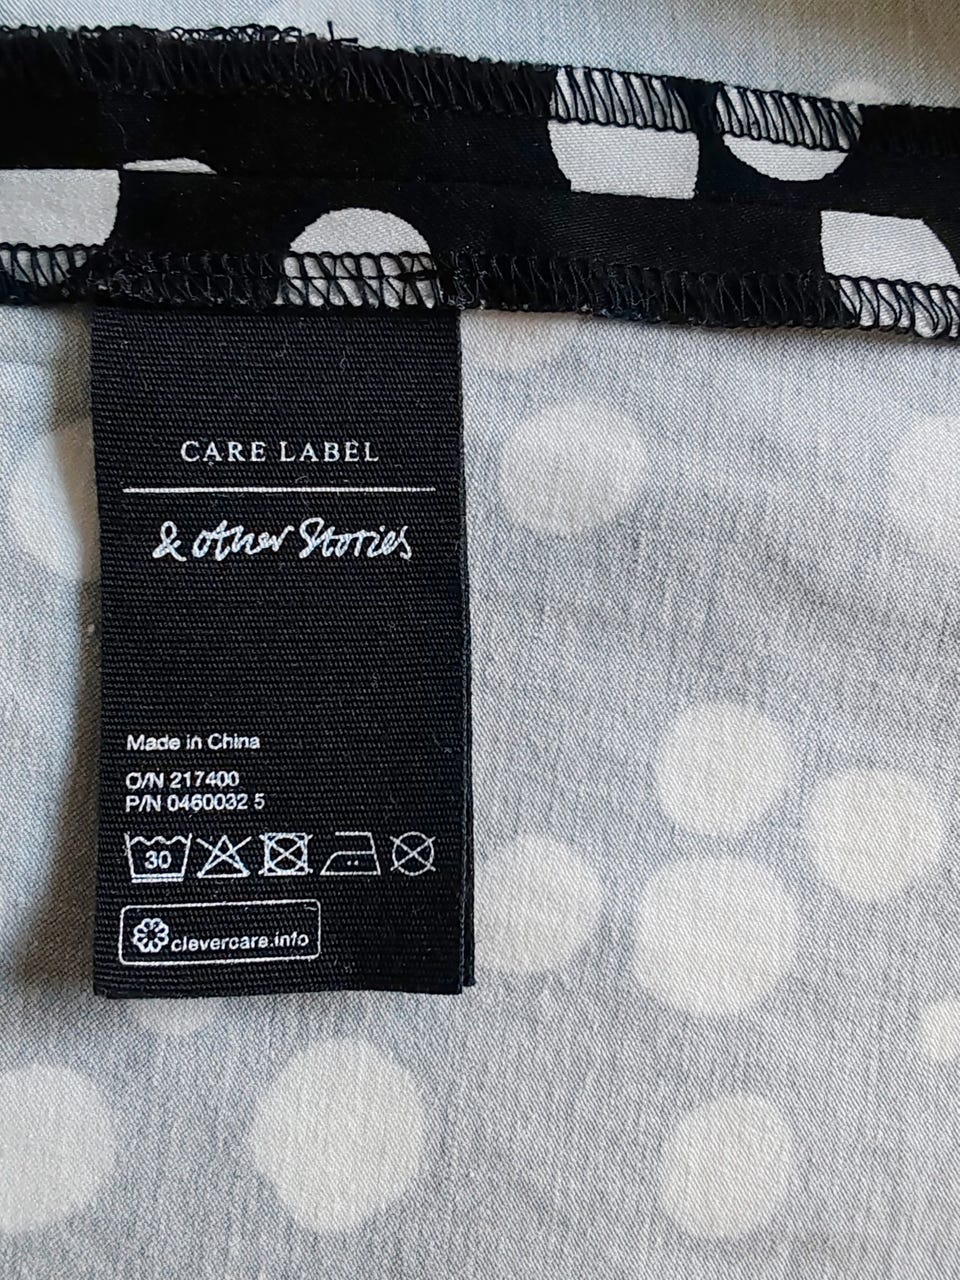 CARE LABEL
& other Stories
Made in China
O/N 217400
P/N 0460032 5
30
clevercare.info